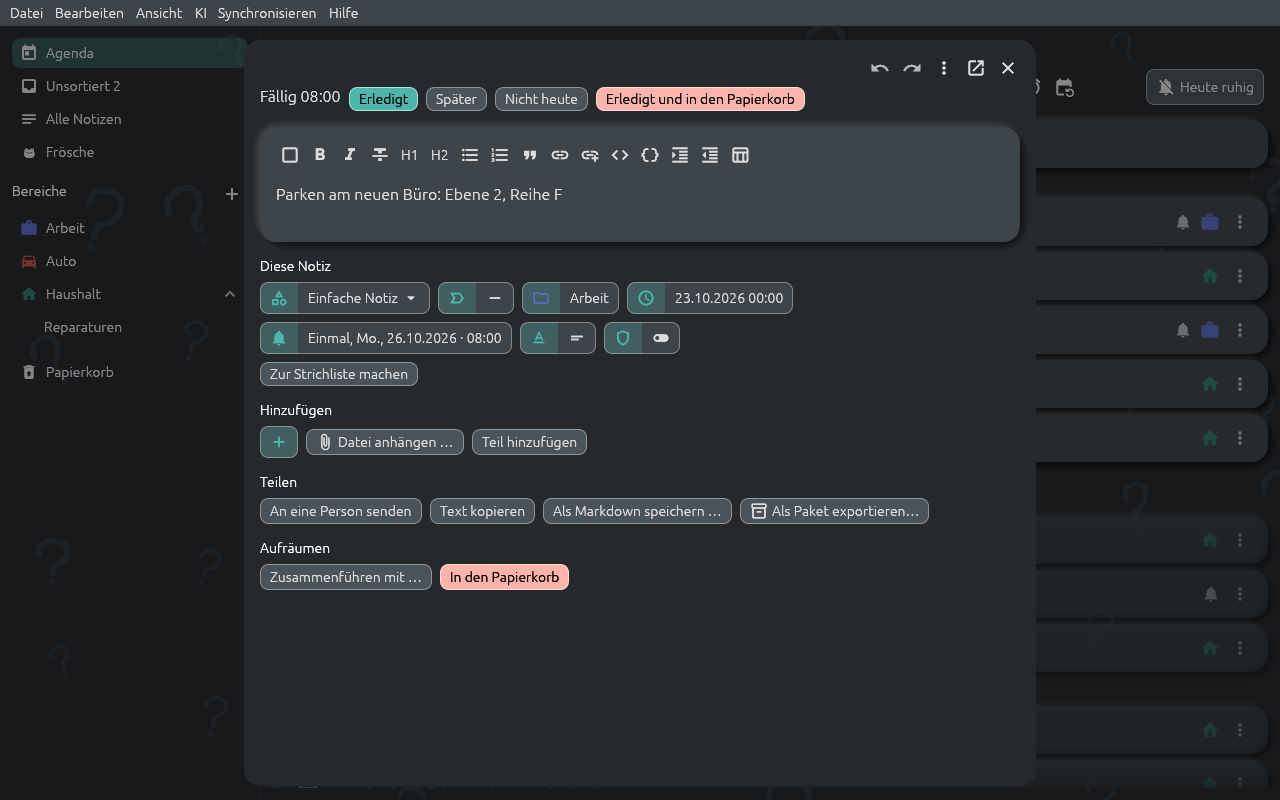 Datei Bearbeiten Ansicht KI Synchronisieren Hilfe
Agenda
Unsortiert 2
Alle Notizen
Frösche
Bereiche
Arbeit
Auto
Haushalt
Reparaturen
Papierkorb
Heute ruhig
Fällig 08:00 Erledigt Später Nicht heute Erledigt und in den Papierkorb
H1 H2
Parken am neuen Büro: Ebene 2, Reihe F
Diese Notiz
Einfache Notiz Arbeit 23.10.2026 00:00
Einmal, Mo., 26.10.2026 · 08:00
Zur Strichliste machen
Hinzufügen
Datei anhängen … Teil hinzufügen
Teilen
An eine Person senden Text kopieren Als Markdown speichern … Als Paket exportieren…
Aufräumen
Zusammenführen mit … In den Papierkorb